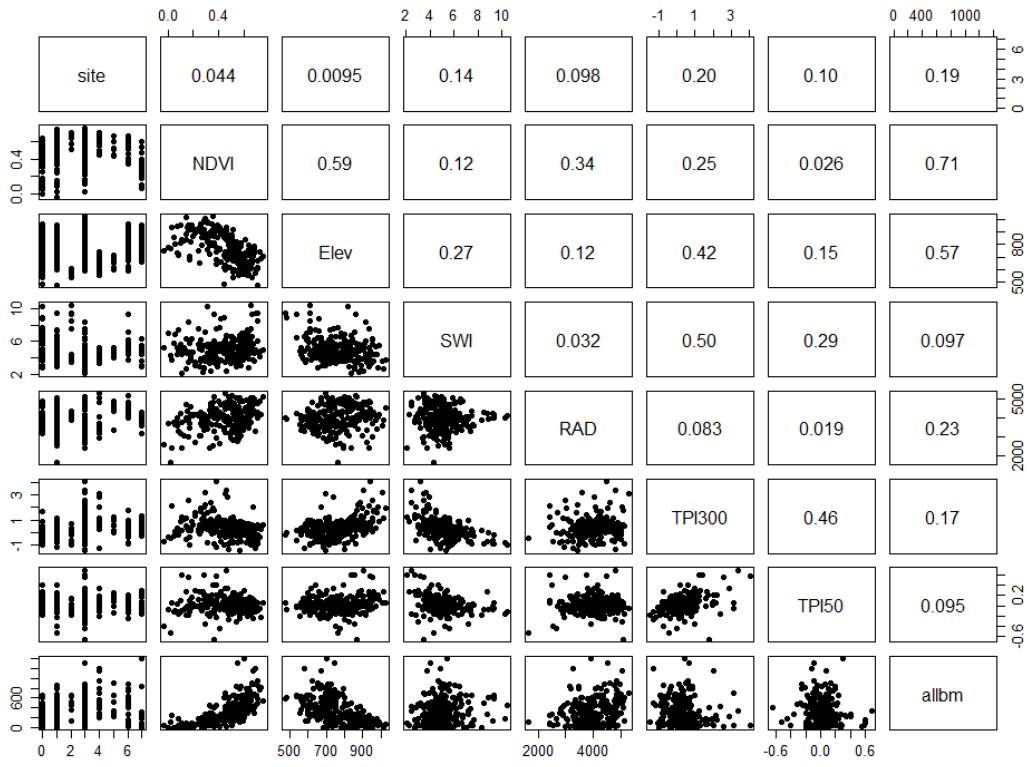 0.0 0.4 2 4 6 8 10 -1 1 3 0 400 1000
site 0.044 0.0095 0.14 0.098 0.20 0.10 0.19 0 3 6
0.0 0.4 NDVI 0.59 0.12 0.34 0.25 0.026 0.71
Elev 0.27 0.12 0.42 0.15 0.57 500 800
2 6 10 SWI 0.032 0.50 0.29 0.097
RAD 0.083 0.019 0.23 2000 5000
-1 1 3 TPI300 0.46 0.17
TPI50 0.095 -0.6 0.2
0 600 allbm
0 2 4 6 500 700 900 2000 4000 -0.6 0.0 0.6